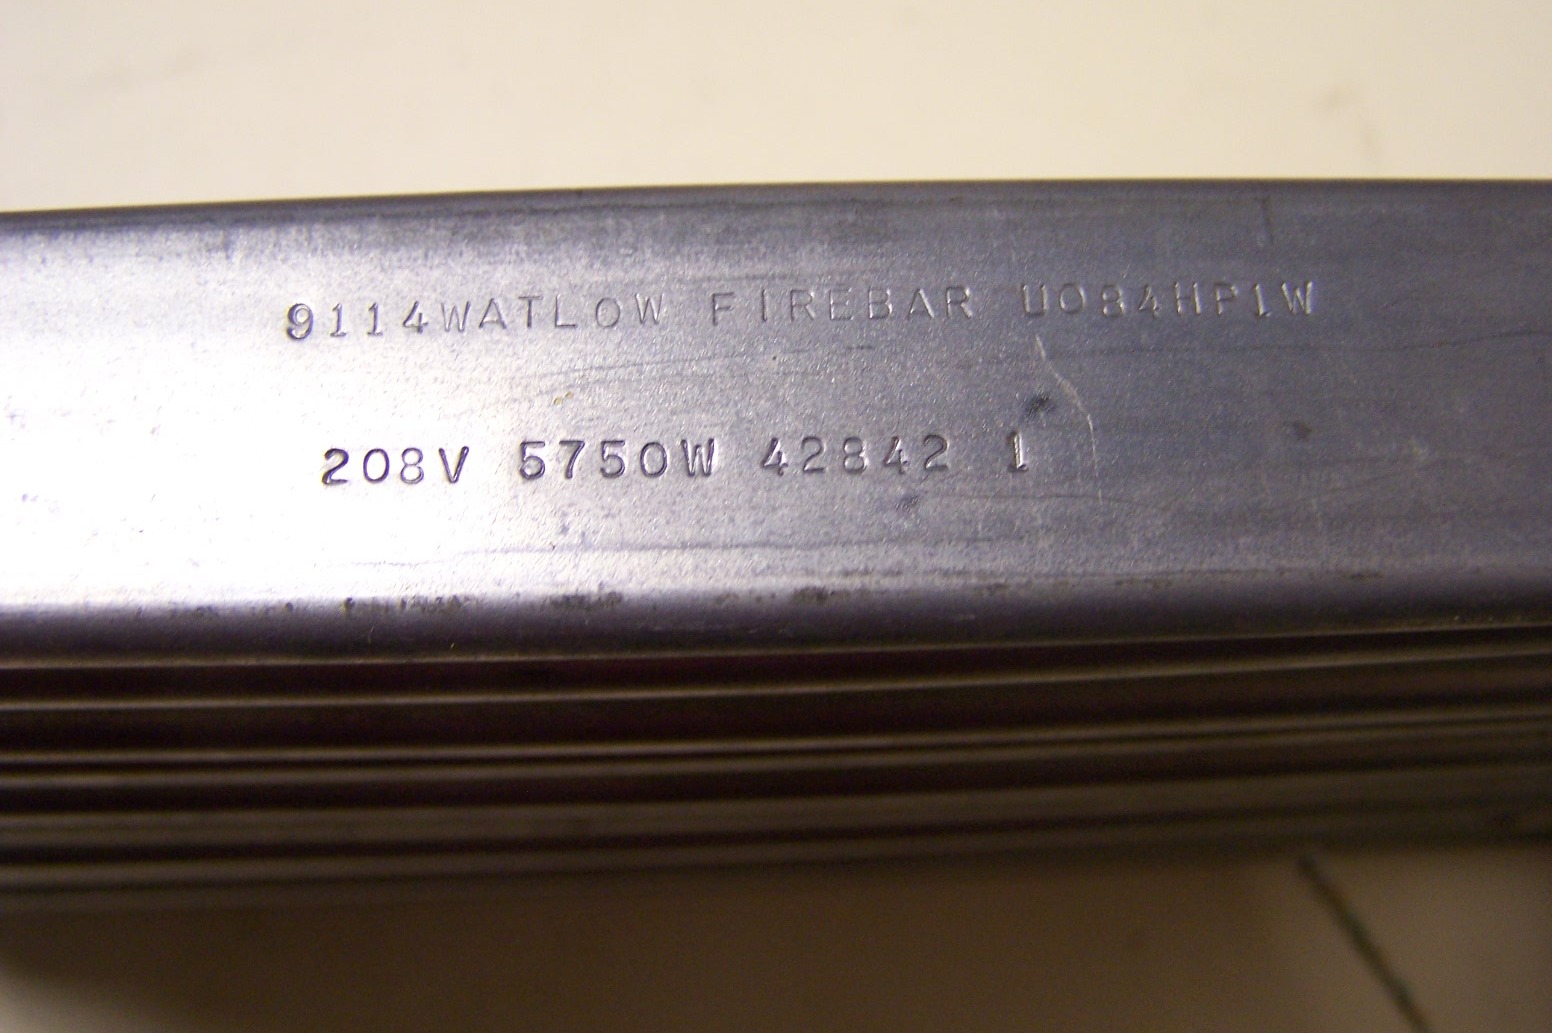 9114WATLOW FIREBAR U084HP1W
208V 5750W 42842 1